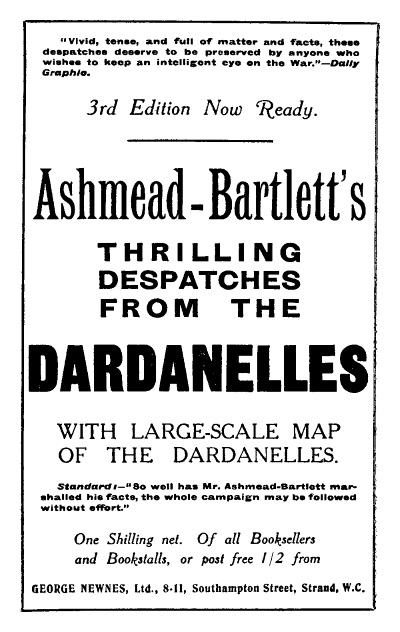 "Vivid, tense, and full of matter and facts, these
despatches deserve to be preserved by anyone who
wishes to keep an intelligent eye on the War."—Daily
Graphic.
3rd Edition Now Ready.
Ashmead-Bartlett's
THRILLING
DESPATCHES
FROM THE
DARDANELLES
WITH LARGE-SCALE MAP
OF THE DARDANELLES.
Standard:—"So well has Mr. Ashmead-Bartlett mar-
shalled his facts, the whole campaign may be followed
without effort."
One Shilling net. Of all Booksellers
and Bookstalls, or post free 1/2 from
GEORGE NEWNES, Ltd., 8-11, Southampton Street, Strand, W.C.